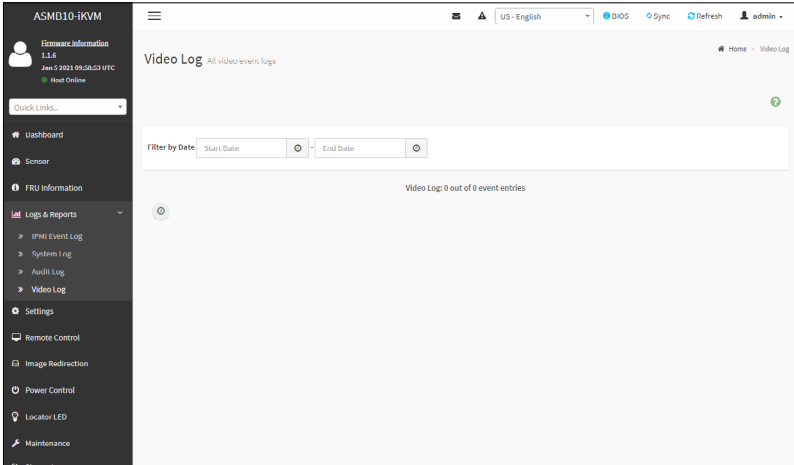 ASMB10-iKVM
US - English
BIOS
Sync
Refresh
admin
Firmware Information
1.1.6
Jan 5 2021 09:58:53 UTC
Host Online
Quick Links..
Dashboard
Sensor
FRU Information
Logs & Reports
IPMI Event Log
System Log
Audit Log
Video Log
Settings
Remote Control
Image Redirection
Power Control
Locator LED
Maintenance
Video Log All video event logs
Home > Video Log
Filter by Date Start Date - End Date
Video Log: 0 out of 0 event entries